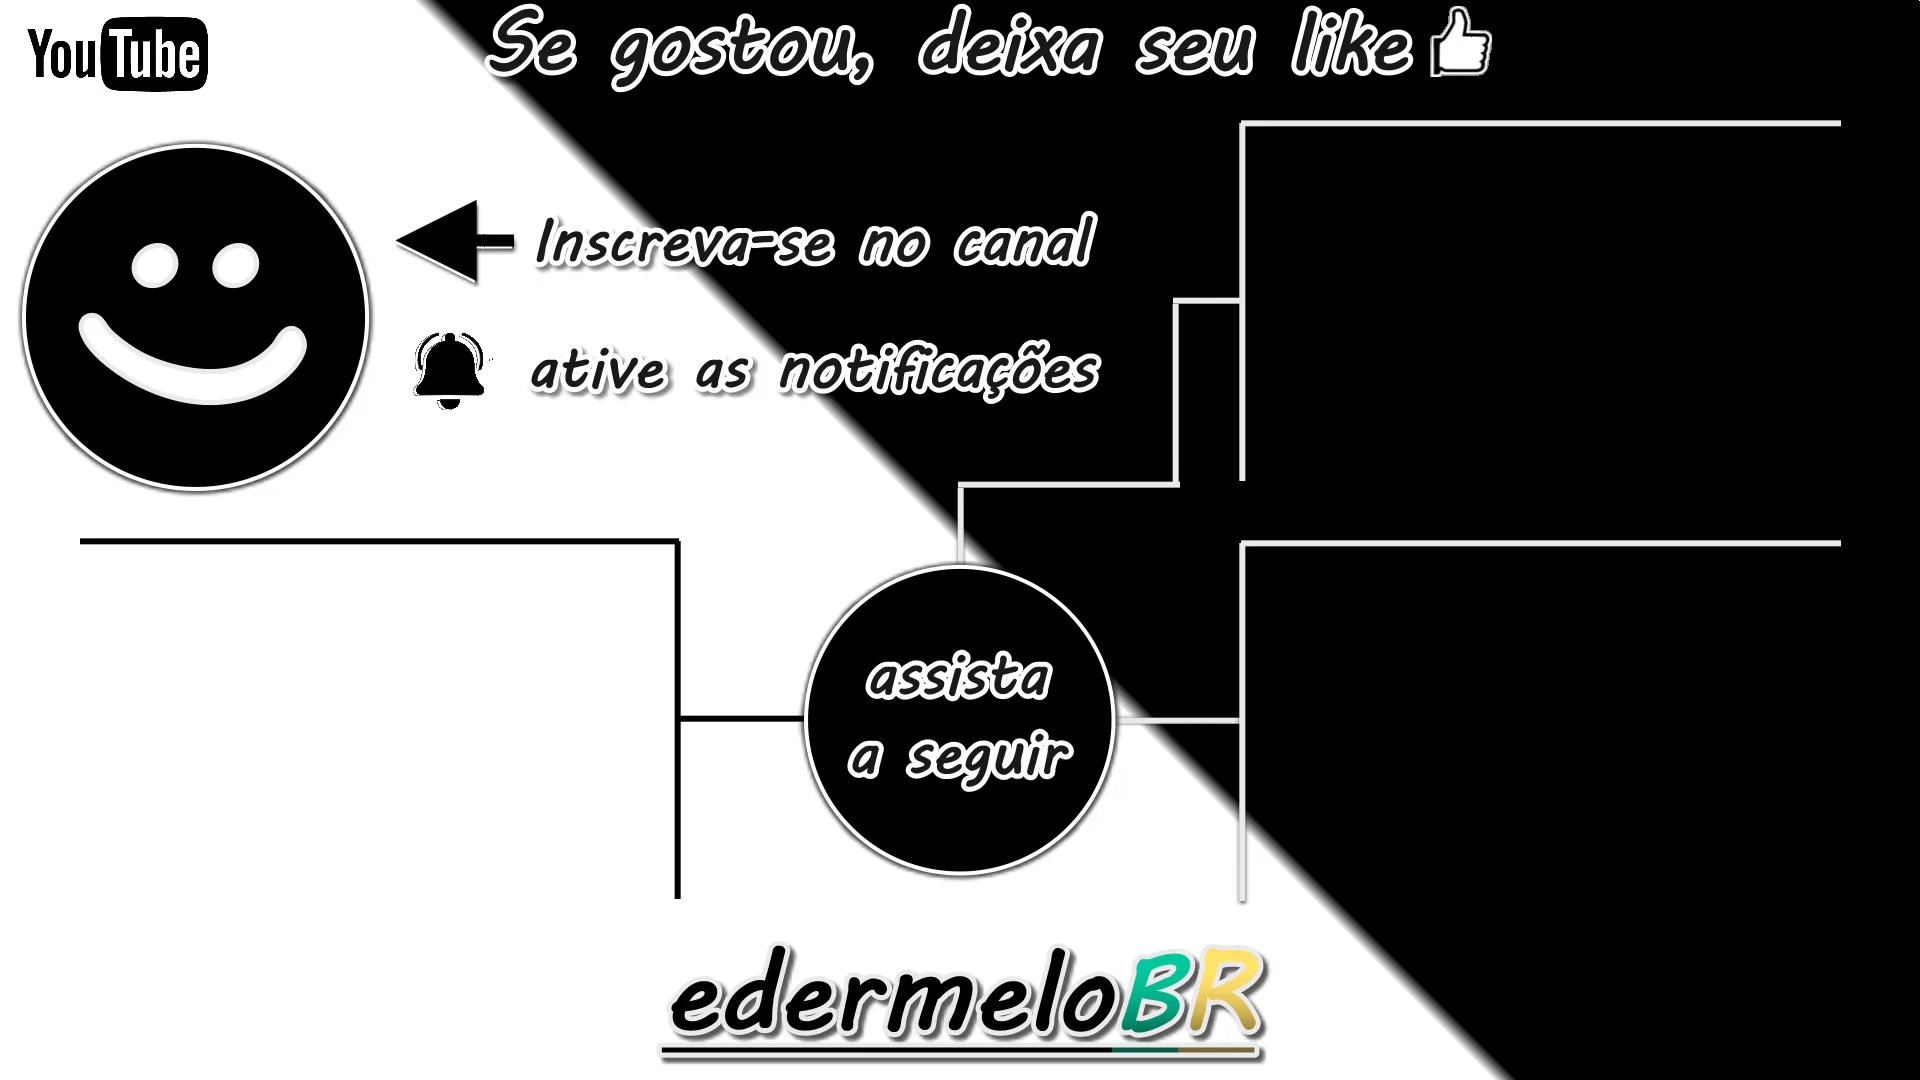 YouTube
Se gostou, deixa seu like
Inscreva-se no canal
ative as notificações
assista
a seguir
edermeloBR